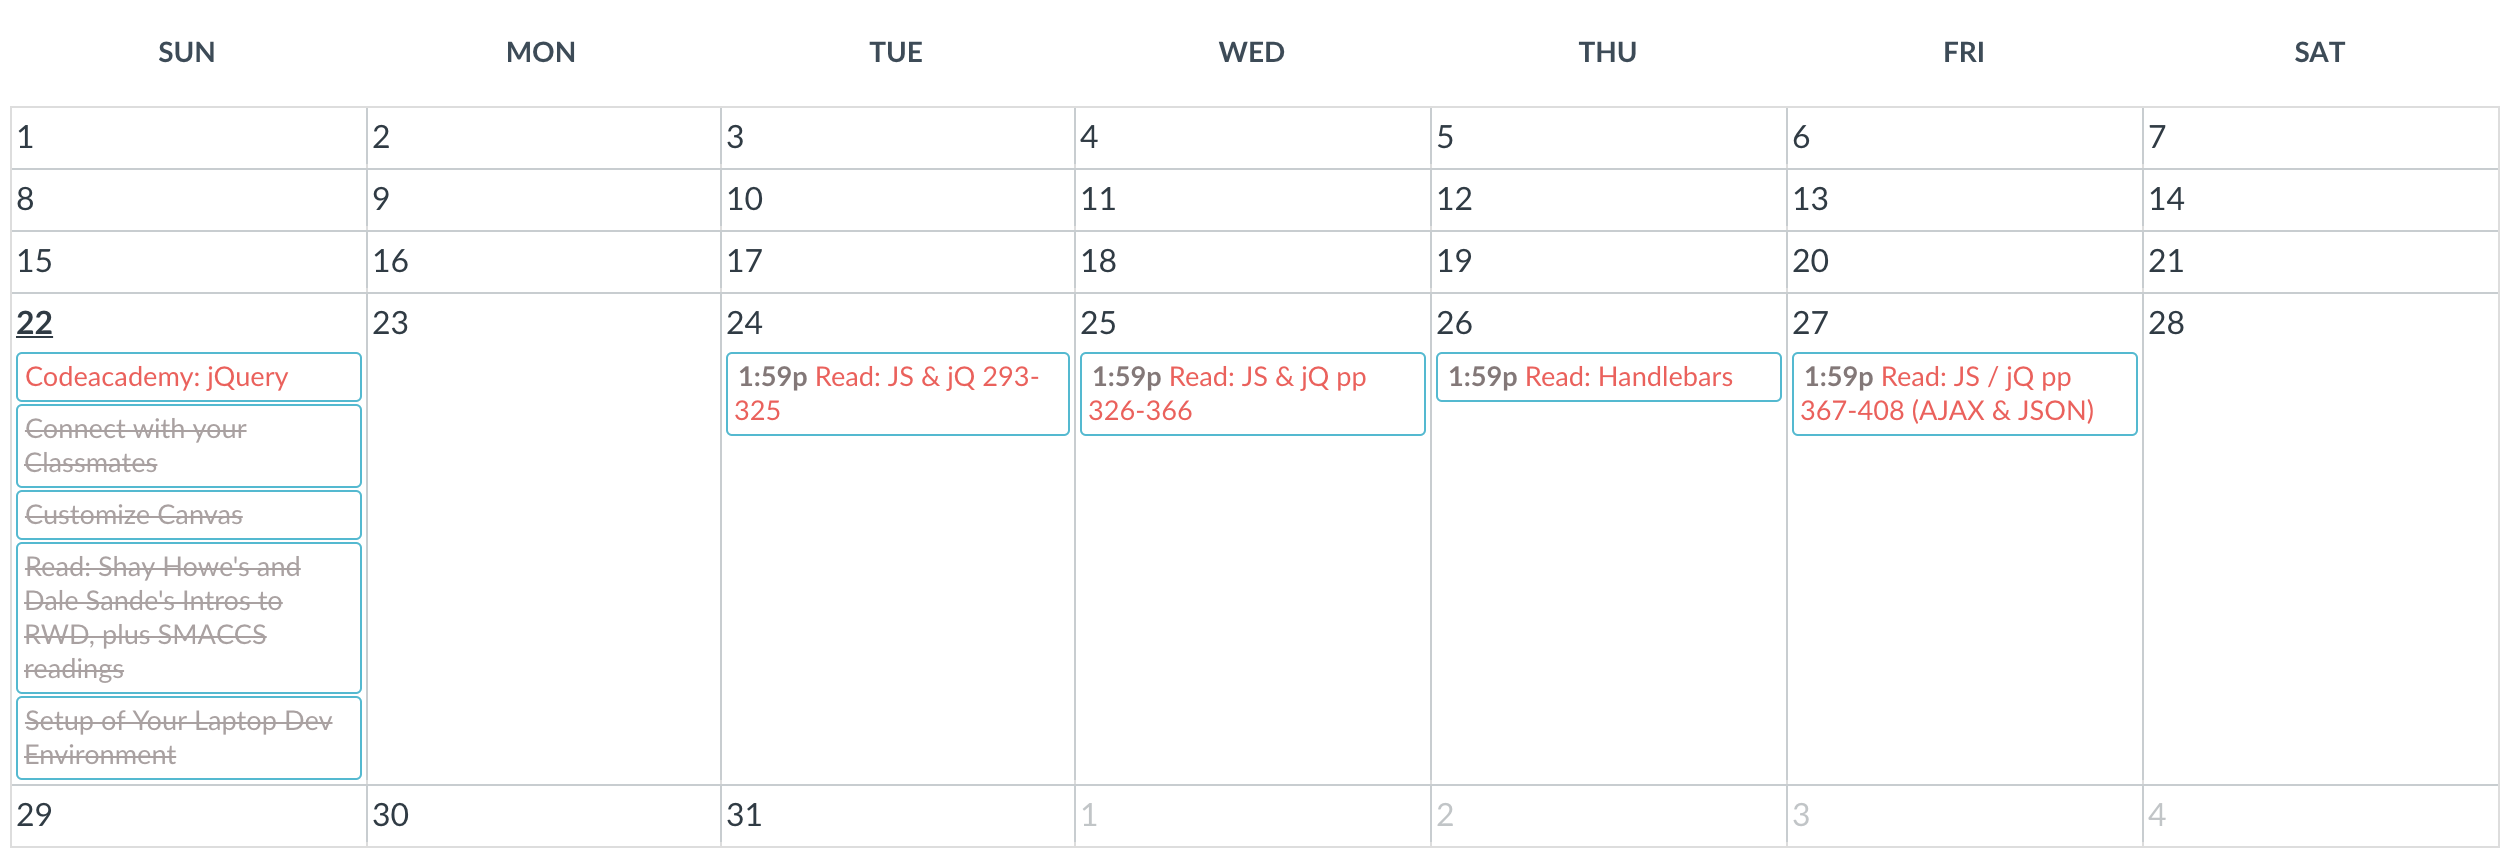 SUN MON TUE WED THU FRI SAT
1 2 3 4 5 6 7
8 9 10 11 12 13 14
15 16 17 18 19 20 21
22 23 24 25 26 27 28
Codeacademy: jQuery
Connect with your
Classmates
Customize Canvas
Read: Shay Howe's and
Dale Sande's Intros to
RWD, plus SMACCS
readings
Setup of Your Laptop Dev
Environment
1:59p Read: JS & jQ 293-
325
1:59p Read: JS & jQ pp
326-366
1:59p Read: Handlebars
1:59p Read: JS / jQ pp
367-408 (AJAX & JSON)
29 30 31 1 2 3 4